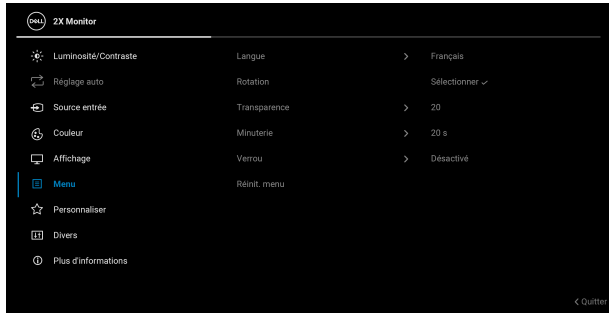 DELL 2X Monitor
Luminosité/Contraste Langue > Français
Réglage auto Rotation Sélectionner ✓
Source entrée Transparence > 20
Couleur Minuterie > 20 s
Affichage Verrou > Désactivé
Menu Réinit. menu
Personnaliser
Divers
Plus d'informations
< Quitter